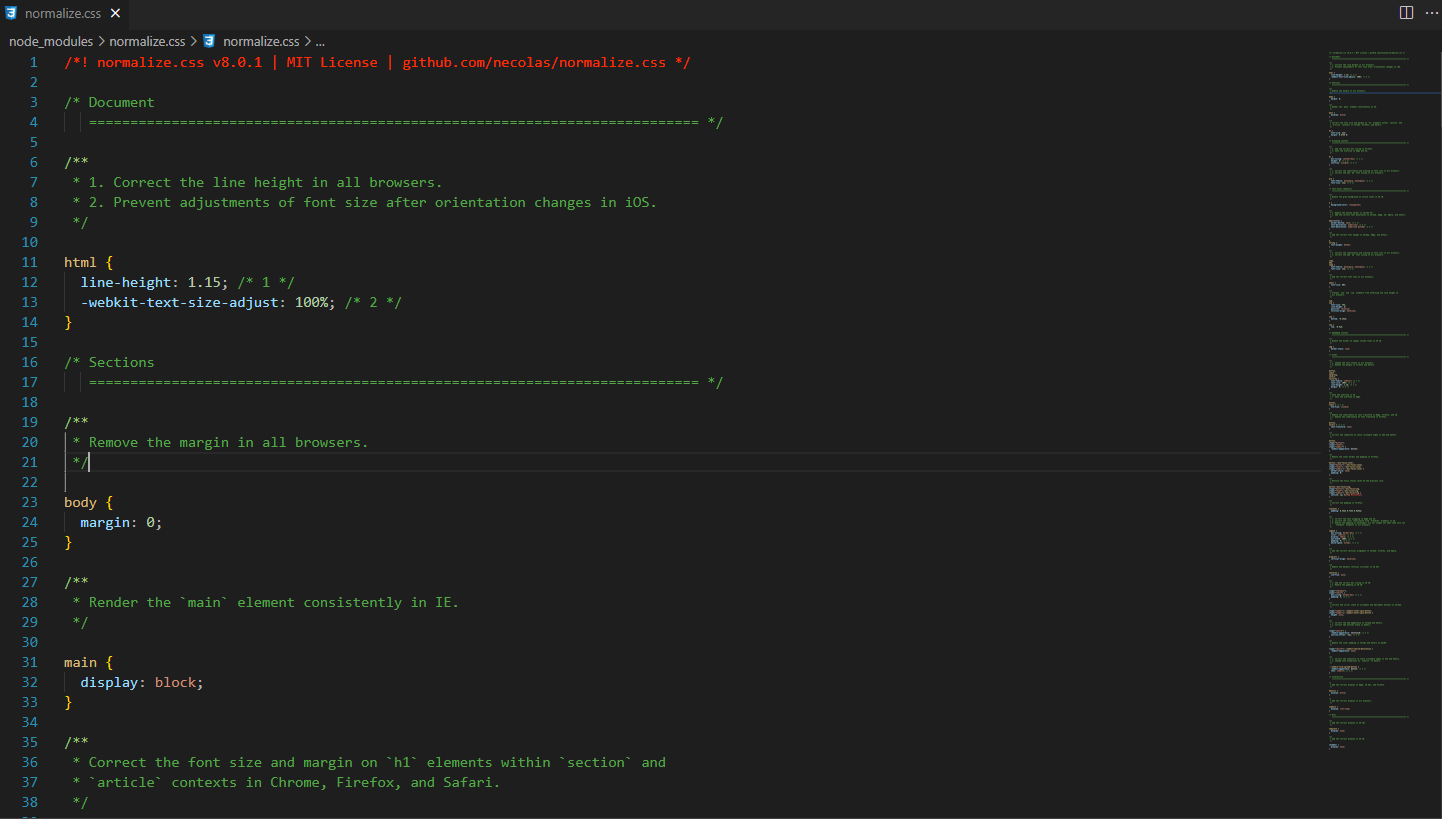 normalize.css
node_modules > normalize.css > normalize.css > ...
1 /*! normalize.css v8.0.1 | MIT License | github.com/necolas/normalize.css */
2
3 /* Document
4 ========================================================================== */
5
6 /**
7 * 1. Correct the line height in all browsers.
8 * 2. Prevent adjustments of font size after orientation changes in iOS.
9 */
10
11 html {
12 line-height: 1.15; /* 1 */
13 -webkit-text-size-adjust: 100%; /* 2 */
14 }
15
16 /* Sections
17 ========================================================================== */
18
19 /**
20 * Remove the margin in all browsers.
21 */
22
23 body {
24 margin: 0;
25 }
26
27 /**
28 * Render the `main` element consistently in IE.
29 */
30
31 main {
32 display: block;
33 }
34
35 /**
36 * Correct the font size and margin on `h1` elements within `section` and
37 * `article` contexts in Chrome, Firefox, and Safari.
38 */